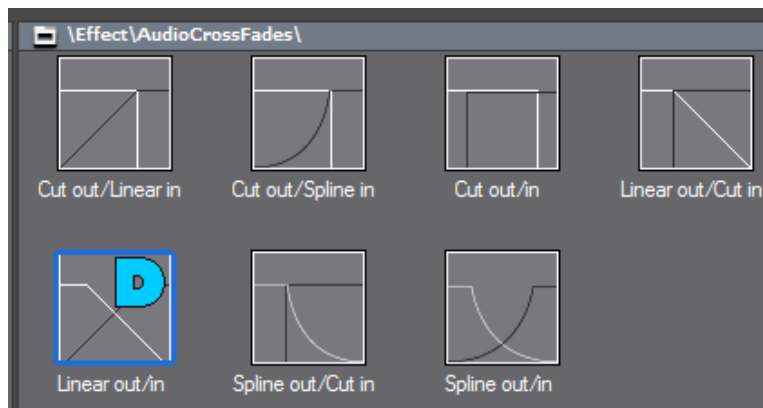 \Effect\AudioCrossFades\
Cut out/Linear in
Cut out/Spline in
Cut out/in
Linear out/Cut in
D
Linear out/in
Spline out/Cut in
Spline out/in